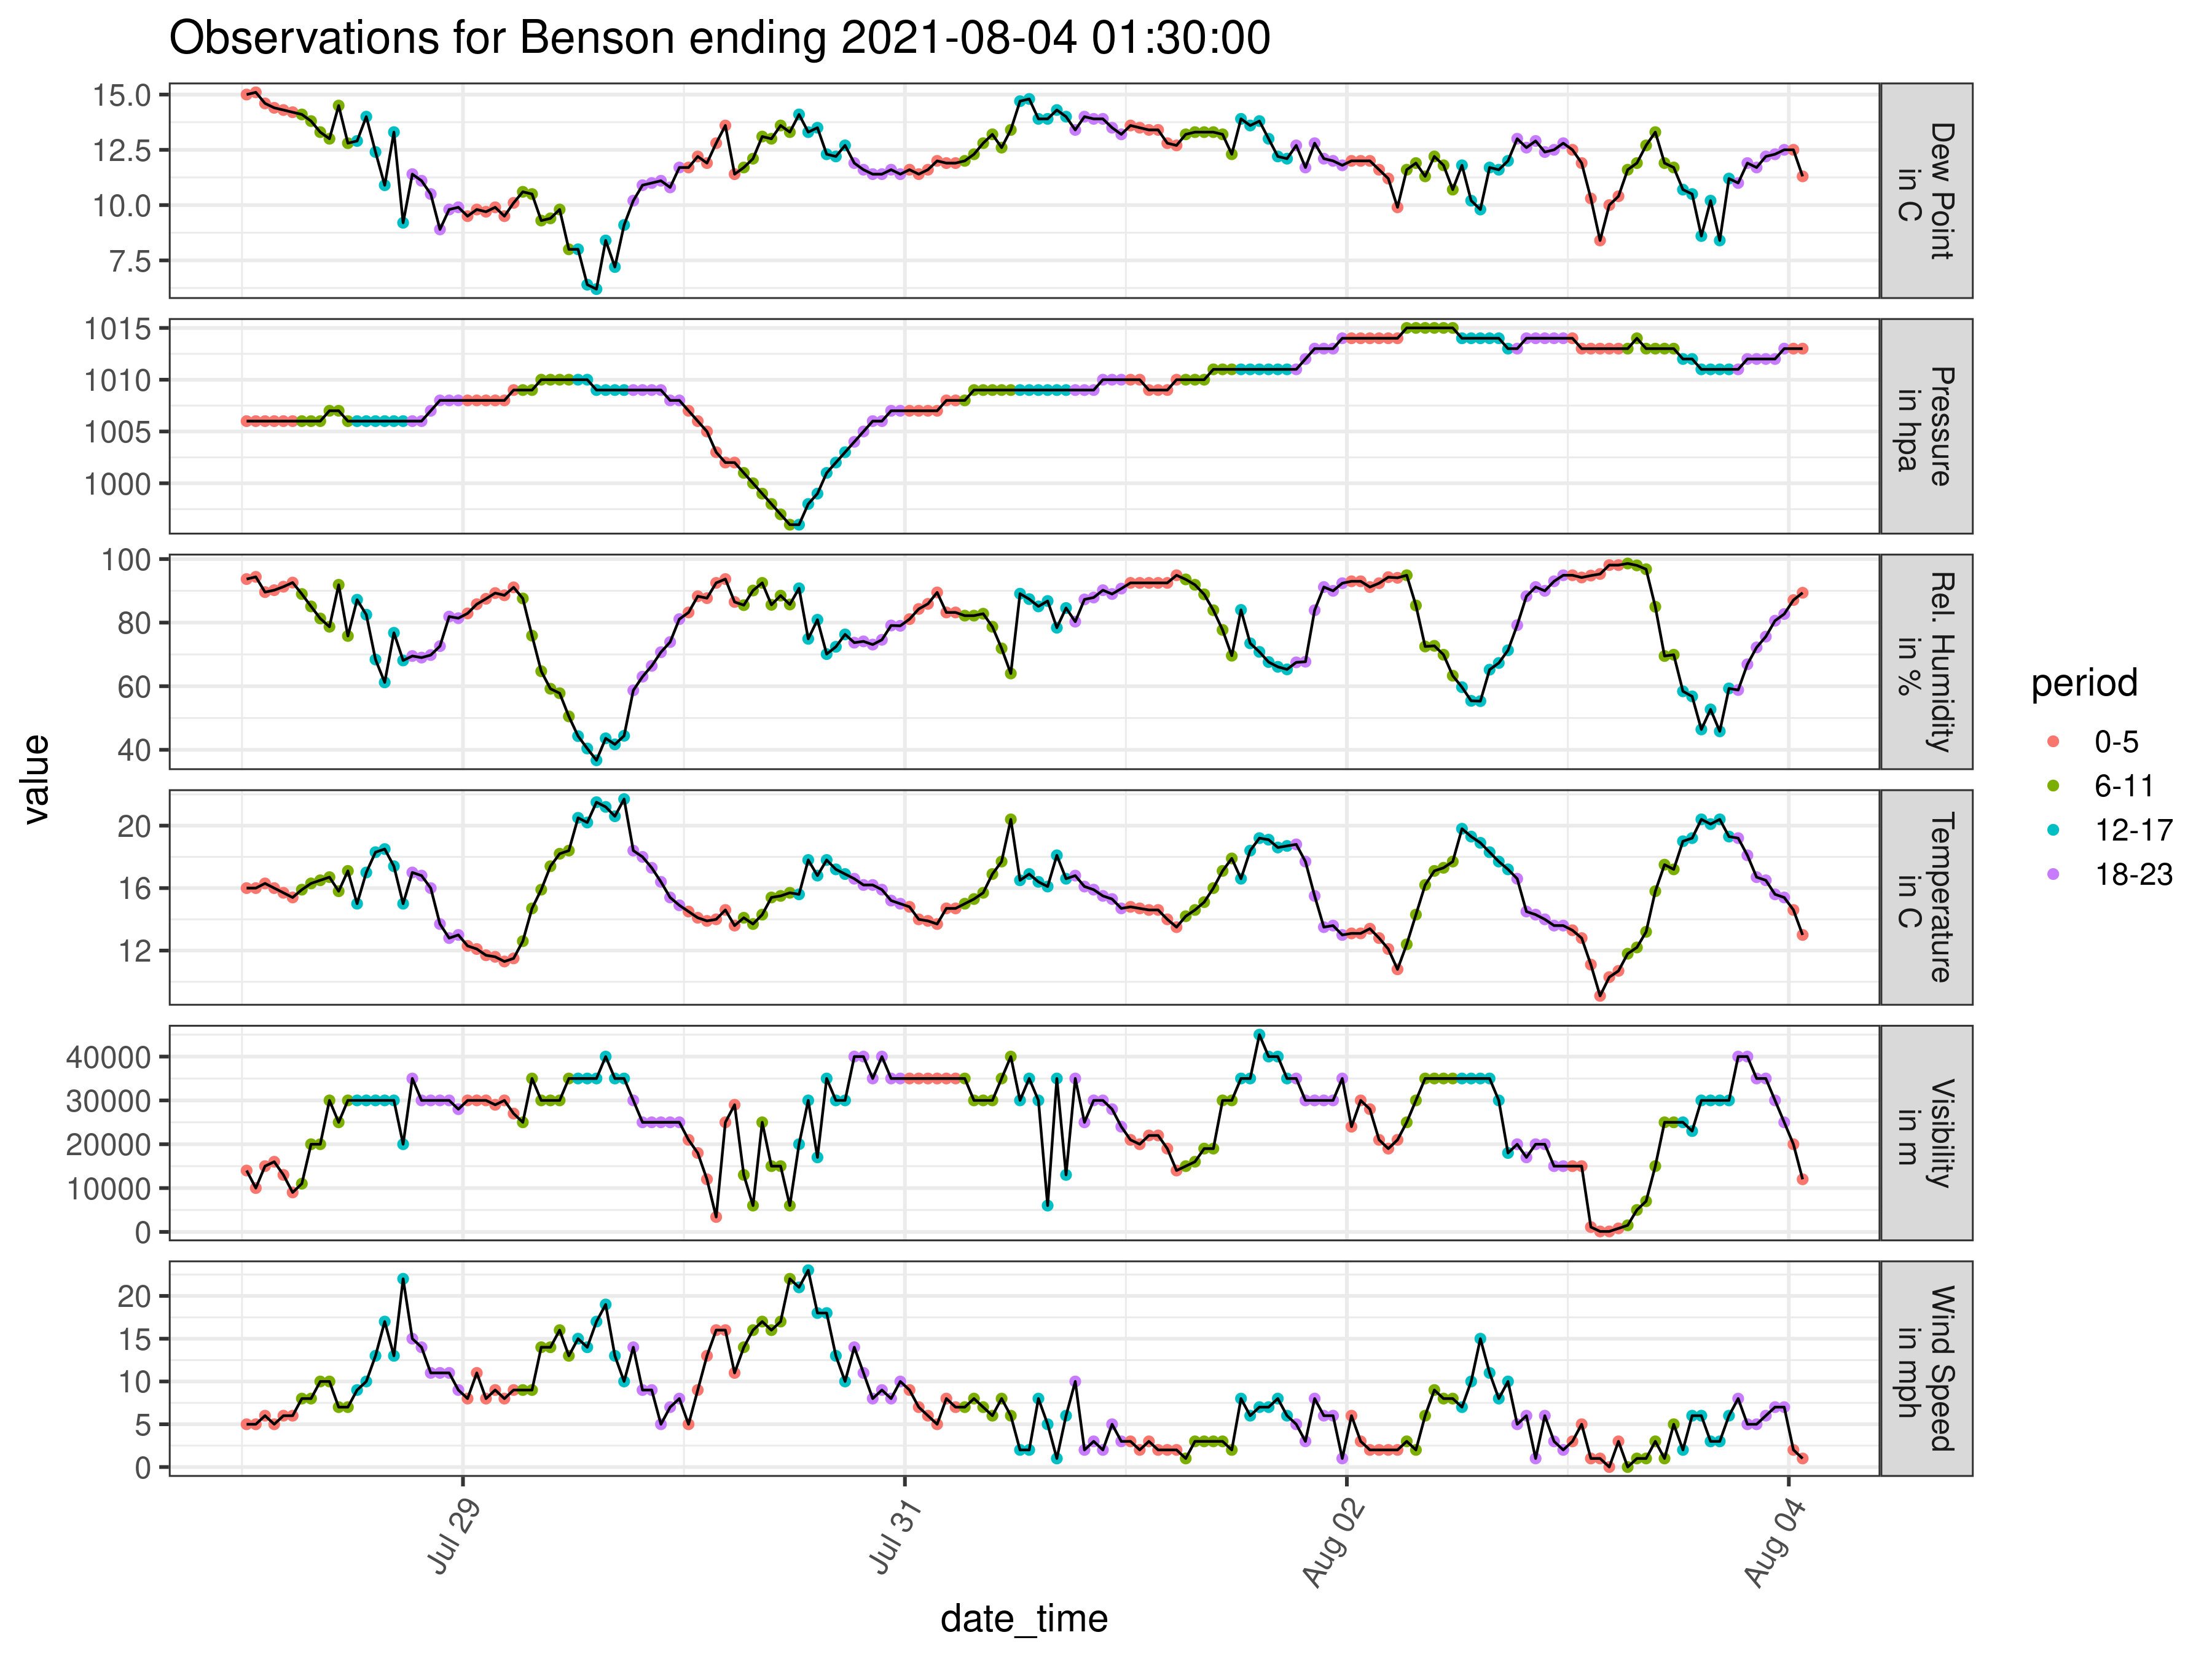 Observations for Benson ending 2021-08-04 01:30:00
value
15.0
12.5
10.0
7.5
Dew Point
in C
1015
1010
1005
1000
Pressure
in hpa
100
80
60
40
Rel. Humidity
in %
20
16
12
Temperature
in C
40000
30000
20000
10000
0
Visibility
in m
20
15
10
5
0
Wind Speed
in mph
Jul 29
Jul 31
Aug 02
Aug 04
date_time
period
0-5
6-11
12-17
18-23